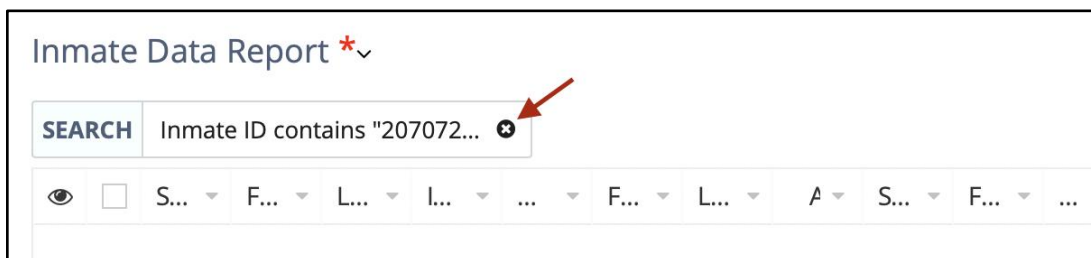 Inmate Data Report *
SEARCH Inmate ID contains "207072...
S... F... L... I... ... F... L... A S... F... ...